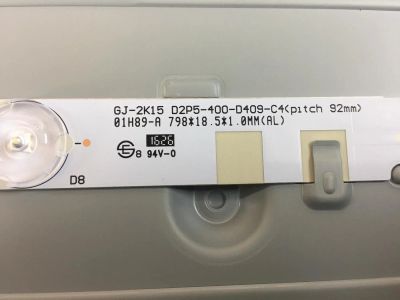 GJ-2K15 D2P5-400-D409-C4(pitch 92mm)
01H89-A 798*18.5*1.0MM(AL)
1626
8 94V-0
D8